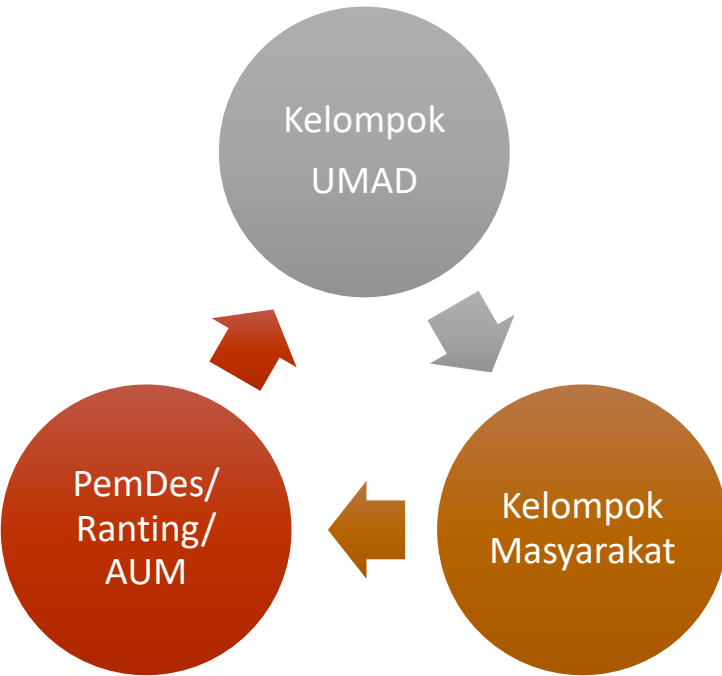 Kelompok
UMAD
PemDes/
Ranting/
AUM
Kelompok
Masyarakat